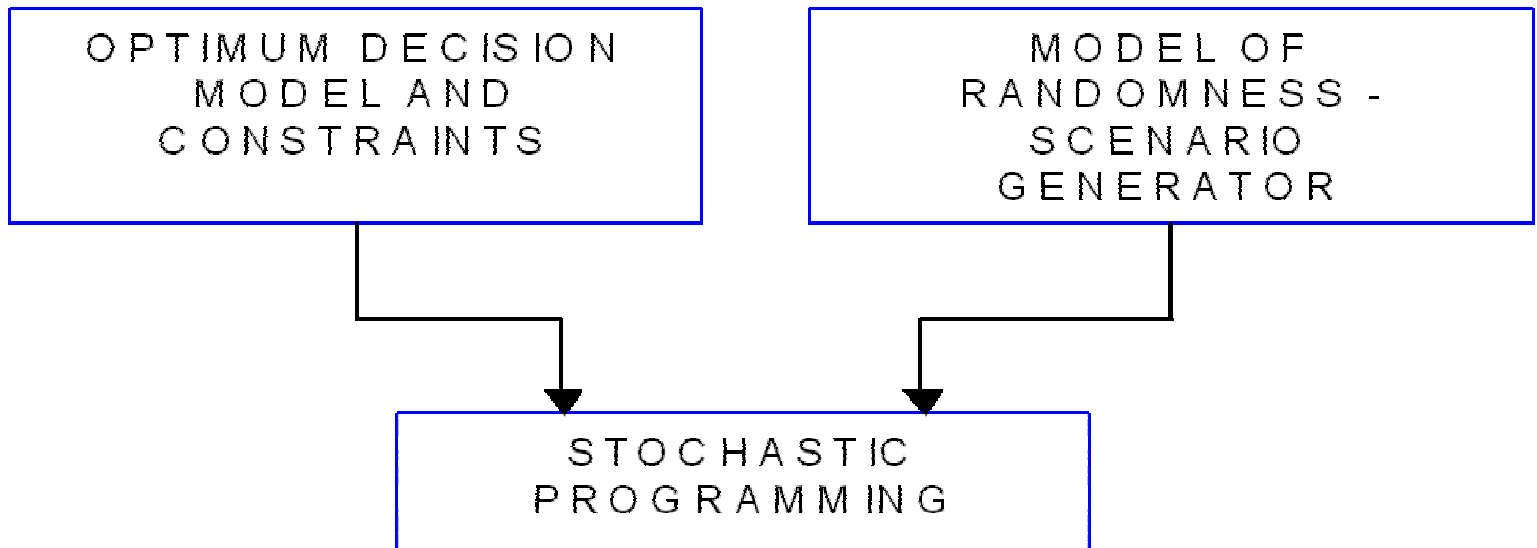 OPTIMUM DECISION
MODEL AND
CONSTRAINTS
MODEL OF
RANDOMNESS -
SCENARIO
GENERATOR
STOCHASTIC
PROGRAMMING